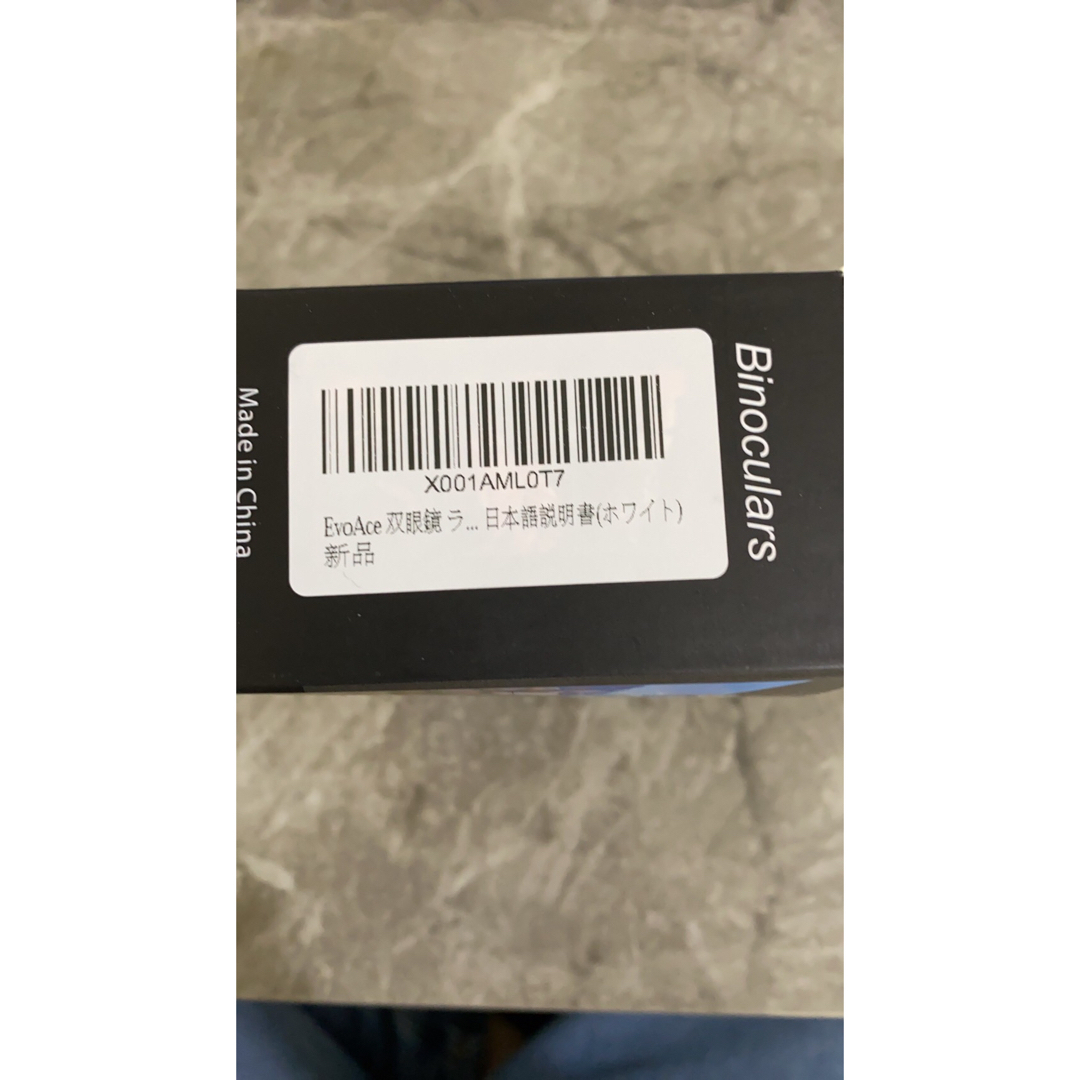 Binoculars
X001AML0T7
EvoAce 双眼鏡 ラ... 日本語説明書(ホワイト)
新品
Made in China